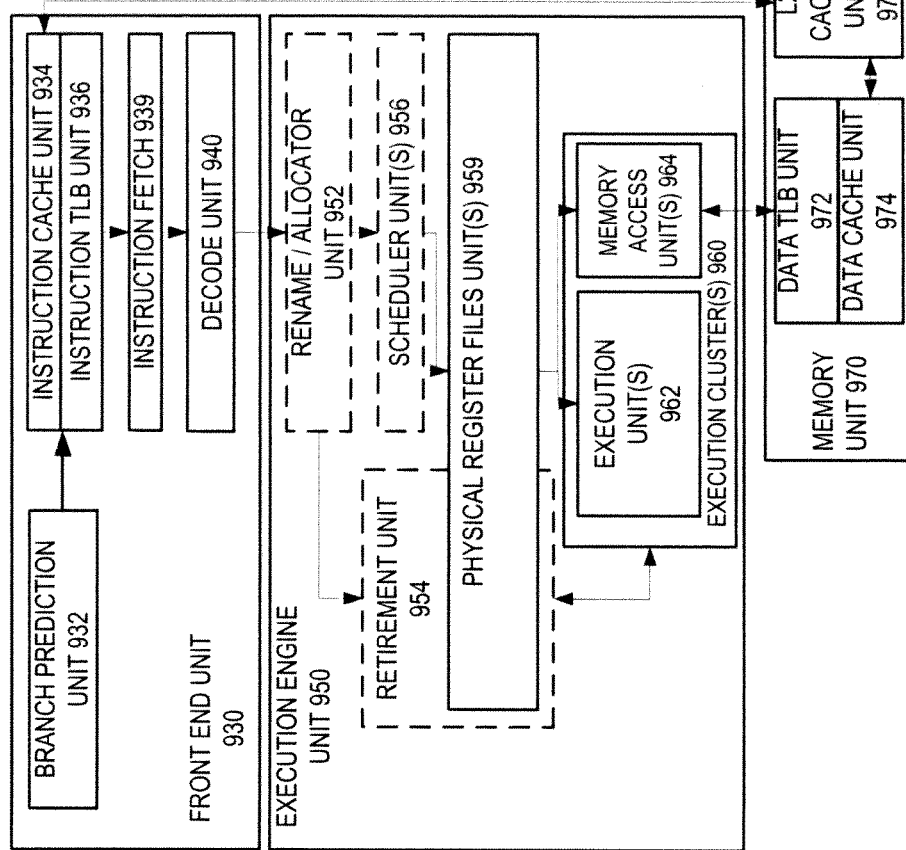 BRANCH PREDICTION
UNIT 932
INSTRUCTION CACHE UNIT 934
INSTRUCTION TLB UNIT 936
INSTRUCTION FETCH 939
DECODE UNIT 940
FRONT END UNIT
930
EXECUTION ENGINE
UNIT 950
RENAME / ALLOCATOR
UNIT 952
SCHEDULER UNIT(S) 956
RETIREMENT UNIT
954
PHYSICAL REGISTER FILES UNIT(S) 959
EXECUTION
UNIT(S)
962
MEMORY
ACCESS
UNIT(S) 964
EXECUTION CLUSTER(S) 960
MEMORY
UNIT 970
DATA TLB UNIT
972
DATA CACHE UNIT
974
CAC
UN
97